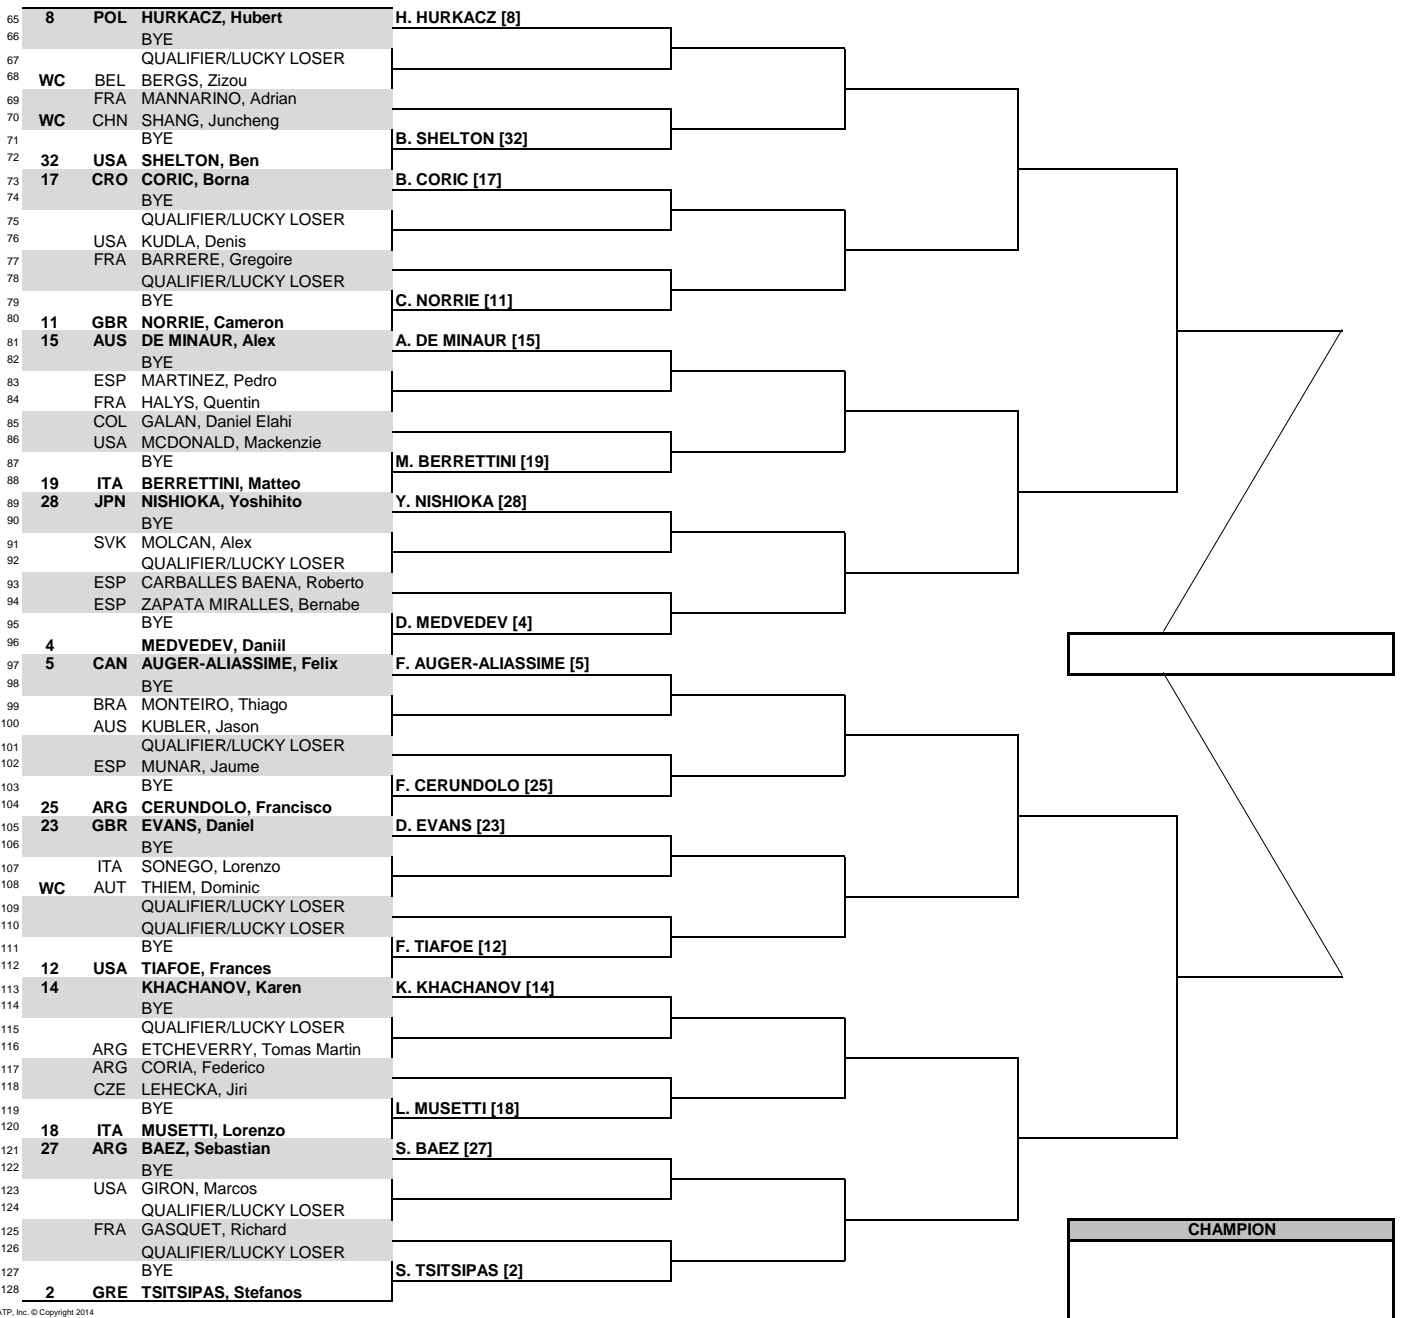 65 8 POL HURKACZ, Hubert H. HURKACZ [8]
66 BYE
67 QUALIFIER/LUCKY LOSER
68 WC BEL BERGS, Zizou
69 FRA MANNARINO, Adrian
70 WC CHN SHANG, Juncheng
71 BYE B. SHELTON [32]
72 32 USA SHELTON, Ben
73 17 CRO CORIC, Borna B. CORIC [17]
74 BYE
75 QUALIFIER/LUCKY LOSER
76 USA KUDLA, Denis
77 FRA BARRERE, Gregoire
78 QUALIFIER/LUCKY LOSER
79 BYE C. NORRIE [11]
80 11 GBR NORRIE, Cameron
81 15 AUS DE MINAUR, Alex A. DE MINAUR [15]
82 BYE
83 ESP MARTINEZ, Pedro
84 FRA HALYS, Quentin
85 COL GALAN, Daniel Elahi
86 USA MCDONALD, Mackenzie
87 BYE M. BERRETTINI [19]
88 19 ITA BERRETTINI, Matteo
89 28 JPN NISHIOKA, Yoshihito Y. NISHIOKA [28]
90 BYE
91 SVK MOLCAN, Alex
92 QUALIFIER/LUCKY LOSER
93 ESP CARBALLES BAENA, Roberto
94 ESP ZAPATA MIRALLES, Bernabe
95 BYE D. MEDVEDEV [4]
96 4 MEDVEDEV, Daniil
97 5 CAN AUGER-ALIASSIME, Felix F. AUGER-ALIASSIME [5]
98 BYE
99 BRA MONTEIRO, Thiago
100 AUS KUBLER, Jason
101 QUALIFIER/LUCKY LOSER
102 ESP MUNAR, Jaume
103 BYE F. CERUNDOLO [25]
104 25 ARG CERUNDOLO, Francisco
105 23 GBR EVANS, Daniel D. EVANS [23]
106 BYE
107 ITA SONEGO, Lorenzo
108 WC AUT THIEM, Dominic
109 QUALIFIER/LUCKY LOSER
110 QUALIFIER/LUCKY LOSER
111 BYE F. TIAFOE [12]
112 12 USA TIAFOE, Frances
113 14 KHACHANOV, Karen K. KHACHANOV [14]
114 BYE
115 QUALIFIER/LUCKY LOSER
116 ARG ETCHEVERRY, Tomas Martin
117 ARG CORIA, Federico
118 CZE LEHECKA, Jiri
119 BYE L. MUSETTI [18]
120 18 ITA MUSETTI, Lorenzo
121 27 ARG BAEZ, Sebastian S. BAEZ [27]
122 BYE
123 USA GIRON, Marcos
124 QUALIFIER/LUCKY LOSER
125 FRA GASQUET, Richard CHAMPION
126 QUALIFIER/LUCKY LOSER
127 BYE S. TSITSIPAS [2]
128 2 GRE TSITSIPAS, Stefanos
ATP, Inc. © Copyright 2014